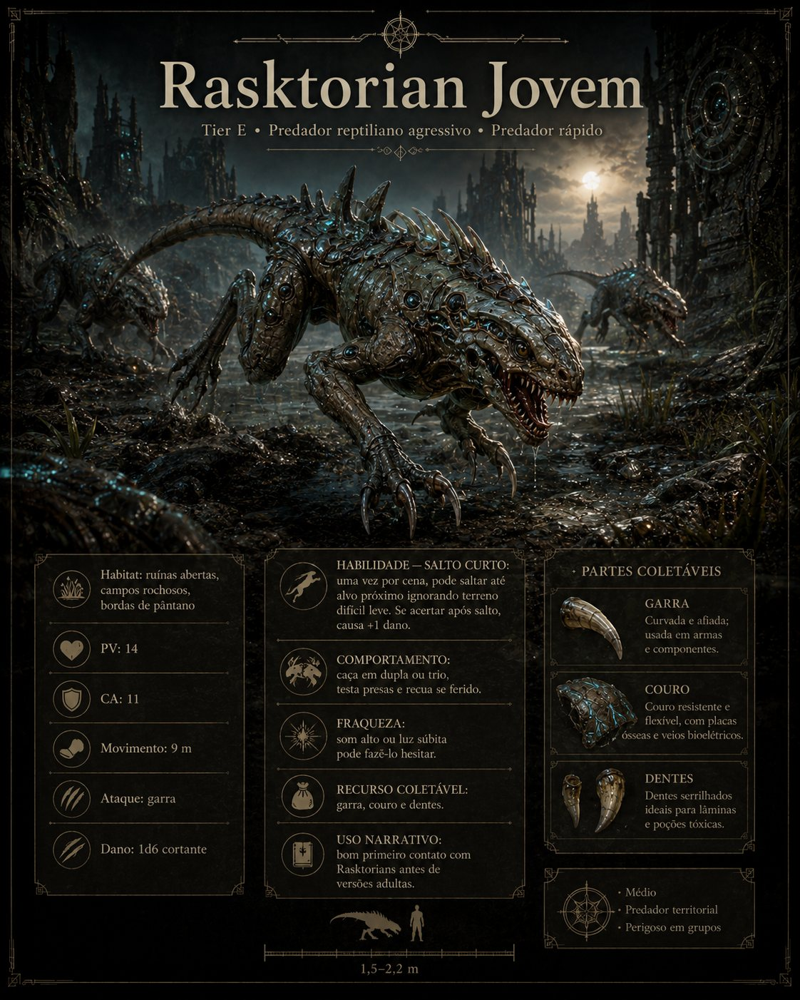 Rasktorian Jovem
Tier E • Predador reptiliano agressivo • Predador rápido
Habitat: ruínas abertas,
campos rochosos,
bordas de pântano
PV: 14
CA: 11
Movimento: 9 m
Ataque: garra
Dano: 1d6 cortante
HABILIDADE — SALTO CURTO:
uma vez por cena, pode saltar até
alvo próximo ignorando terreno
difícil leve. Se acertar após salto,
causa +1 dano.
COMPORTAMENTO:
caça em dupla ou trio,
testa presas e recua se ferido.
FRAQUEZA:
som alto ou luz súbita
pode fazê-lo hesitar.
RECURSO COLETÁVEL:
garra, couro e dentes.
USO NARRATIVO:
bom primeiro contato com
Rasktorians antes de
versões adultas.
PARTES COLETÁVEIS
GARRA
Curvada e afiada;
usada em armas
e componentes.
COURO
Couro resistente e
flexível, com placas
ósseas e veios bioelétricos.
DENTES
Dentes serrilhados
ideais para lâminas
e poções tóxicas.
• Médio
• Predador territorial
• Perigoso em grupos
1,5–2,2 m